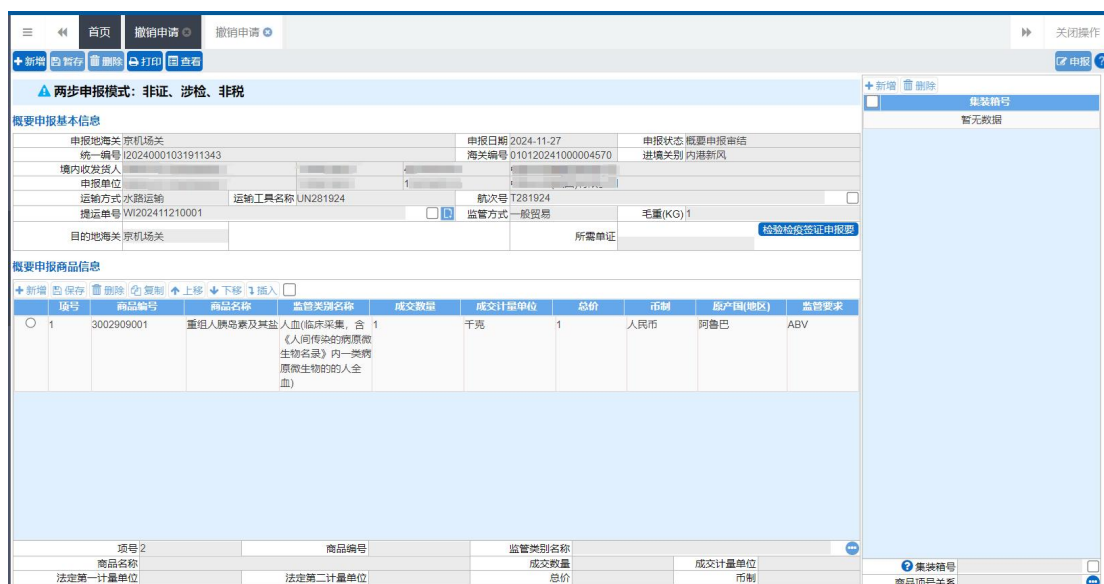 首页 撤销申请 撤销申请 关闭操作
新增 暂存 删除 打印 查看 申报
两步申报模式：非证、涉检、非税
新增 删除
集装箱号
暂无数据
概要申报基本信息
申报地海关 京机场关 申报日期 2024-11-27 申报状态 概要申报审结
统一编号 I20240001031911343 海关编号 010120241000004570 进境关别 内港新风
境内收发货人
申报单位
运输方式 水路运输 运输工具名称 UN281924 航次号 T281924
提运单号 WI202411210001 监管方式 一般贸易 毛重(KG) 1
目的地海关 京机场关 所需单证 检验检疫签证申报要
概要申报商品信息
新增 保存 删除 复制 上移 下移 插入
项号 商品编号 商品名称 监管类别名称 成交数量 成交计量单位 总价 币制 原产国(地区) 监管要求
1 3002909001 重组人胰岛素及其盐 人血(临床采集，含 1 千克 1 人民币 阿鲁巴 ABV
《人间传染的病原微
生物名录》内一类病
原微生物的的人全
血)
项号 2 商品编号 监管类别名称
商品名称 成交数量 成交计量单位
法定第一计量单位 法定第二计量单位 总价 币制
集装箱号
商品项号关系